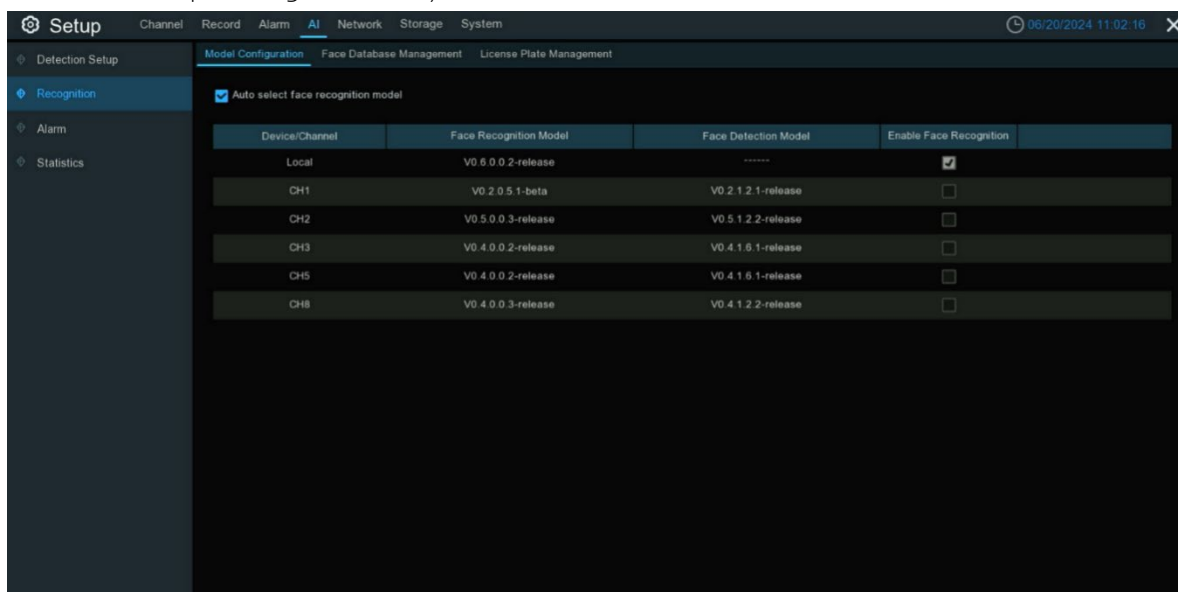 Setup Channel Record Alarm AI Network Storage System 06/20/2024 11:02:16
Detection Setup
Recognition
Alarm
Statistics
Model Configuration Face Database Management License Plate Management
Auto select face recognition model
Device/Channel Face Recognition Model Face Detection Model Enable Face Recognition
Local V0.6.0.0.2-release ------
CH1 V0.2.0.5.1-beta V0.2.1.2.1-release
CH2 V0.5.0.0.3-release V0.5.1.2.2-release
CH3 V0.4.0.0.2-release V0.4.1.6.1-release
CH5 V0.4.0.0.2-release V0.4.1.6.1-release
CH8 V0.4.0.0.3-release V0.4.1.2.2-release